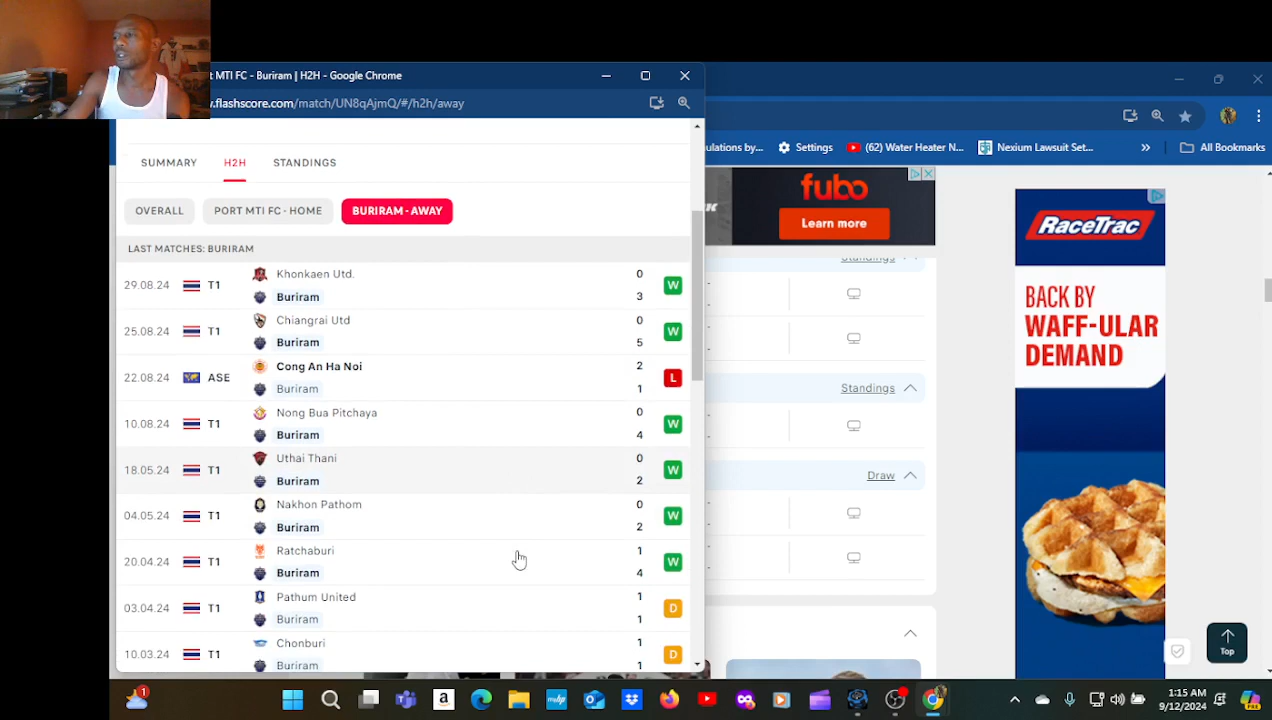 t MTI FC - Buriram | H2H - Google Chrome
w.flashscore.com/match/UN8qAjmQ/#/h2h/away
ulations by...
Settings
(62) Water Heater N...
Nexium Lawsuit Set...
»
All Bookmarks
SUMMARY
H2H
STANDINGS
OVERALL
PORT MTI FC - HOME
BURIRAM - AWAY
LAST MATCHES: BURIRAM
29.08.24 T1 Khonkaen Utd. 0
Buriram 3 W
25.08.24 T1 Chiangrai Utd 0
Buriram 5 W
22.08.24 ASE Cong An Ha Noi 2
Buriram 1 L
10.08.24 T1 Nong Bua Pitchaya 0
Buriram 4 W
18.05.24 T1 Uthai Thani 0
Buriram 2 W
04.05.24 T1 Nakhon Pathom 0
Buriram 2 W
20.04.24 T1 Ratchaburi 1
Buriram 4 W
03.04.24 T1 Pathum United 1
Buriram 1 D
10.03.24 T1 Chonburi 1
Buriram 1 D
fubo
Learn more
Standings
Standings
Draw
RaceTrac
BACK BY
WAFF-ULAR
DEMAND
Top
1
1:15 AM
9/12/2024